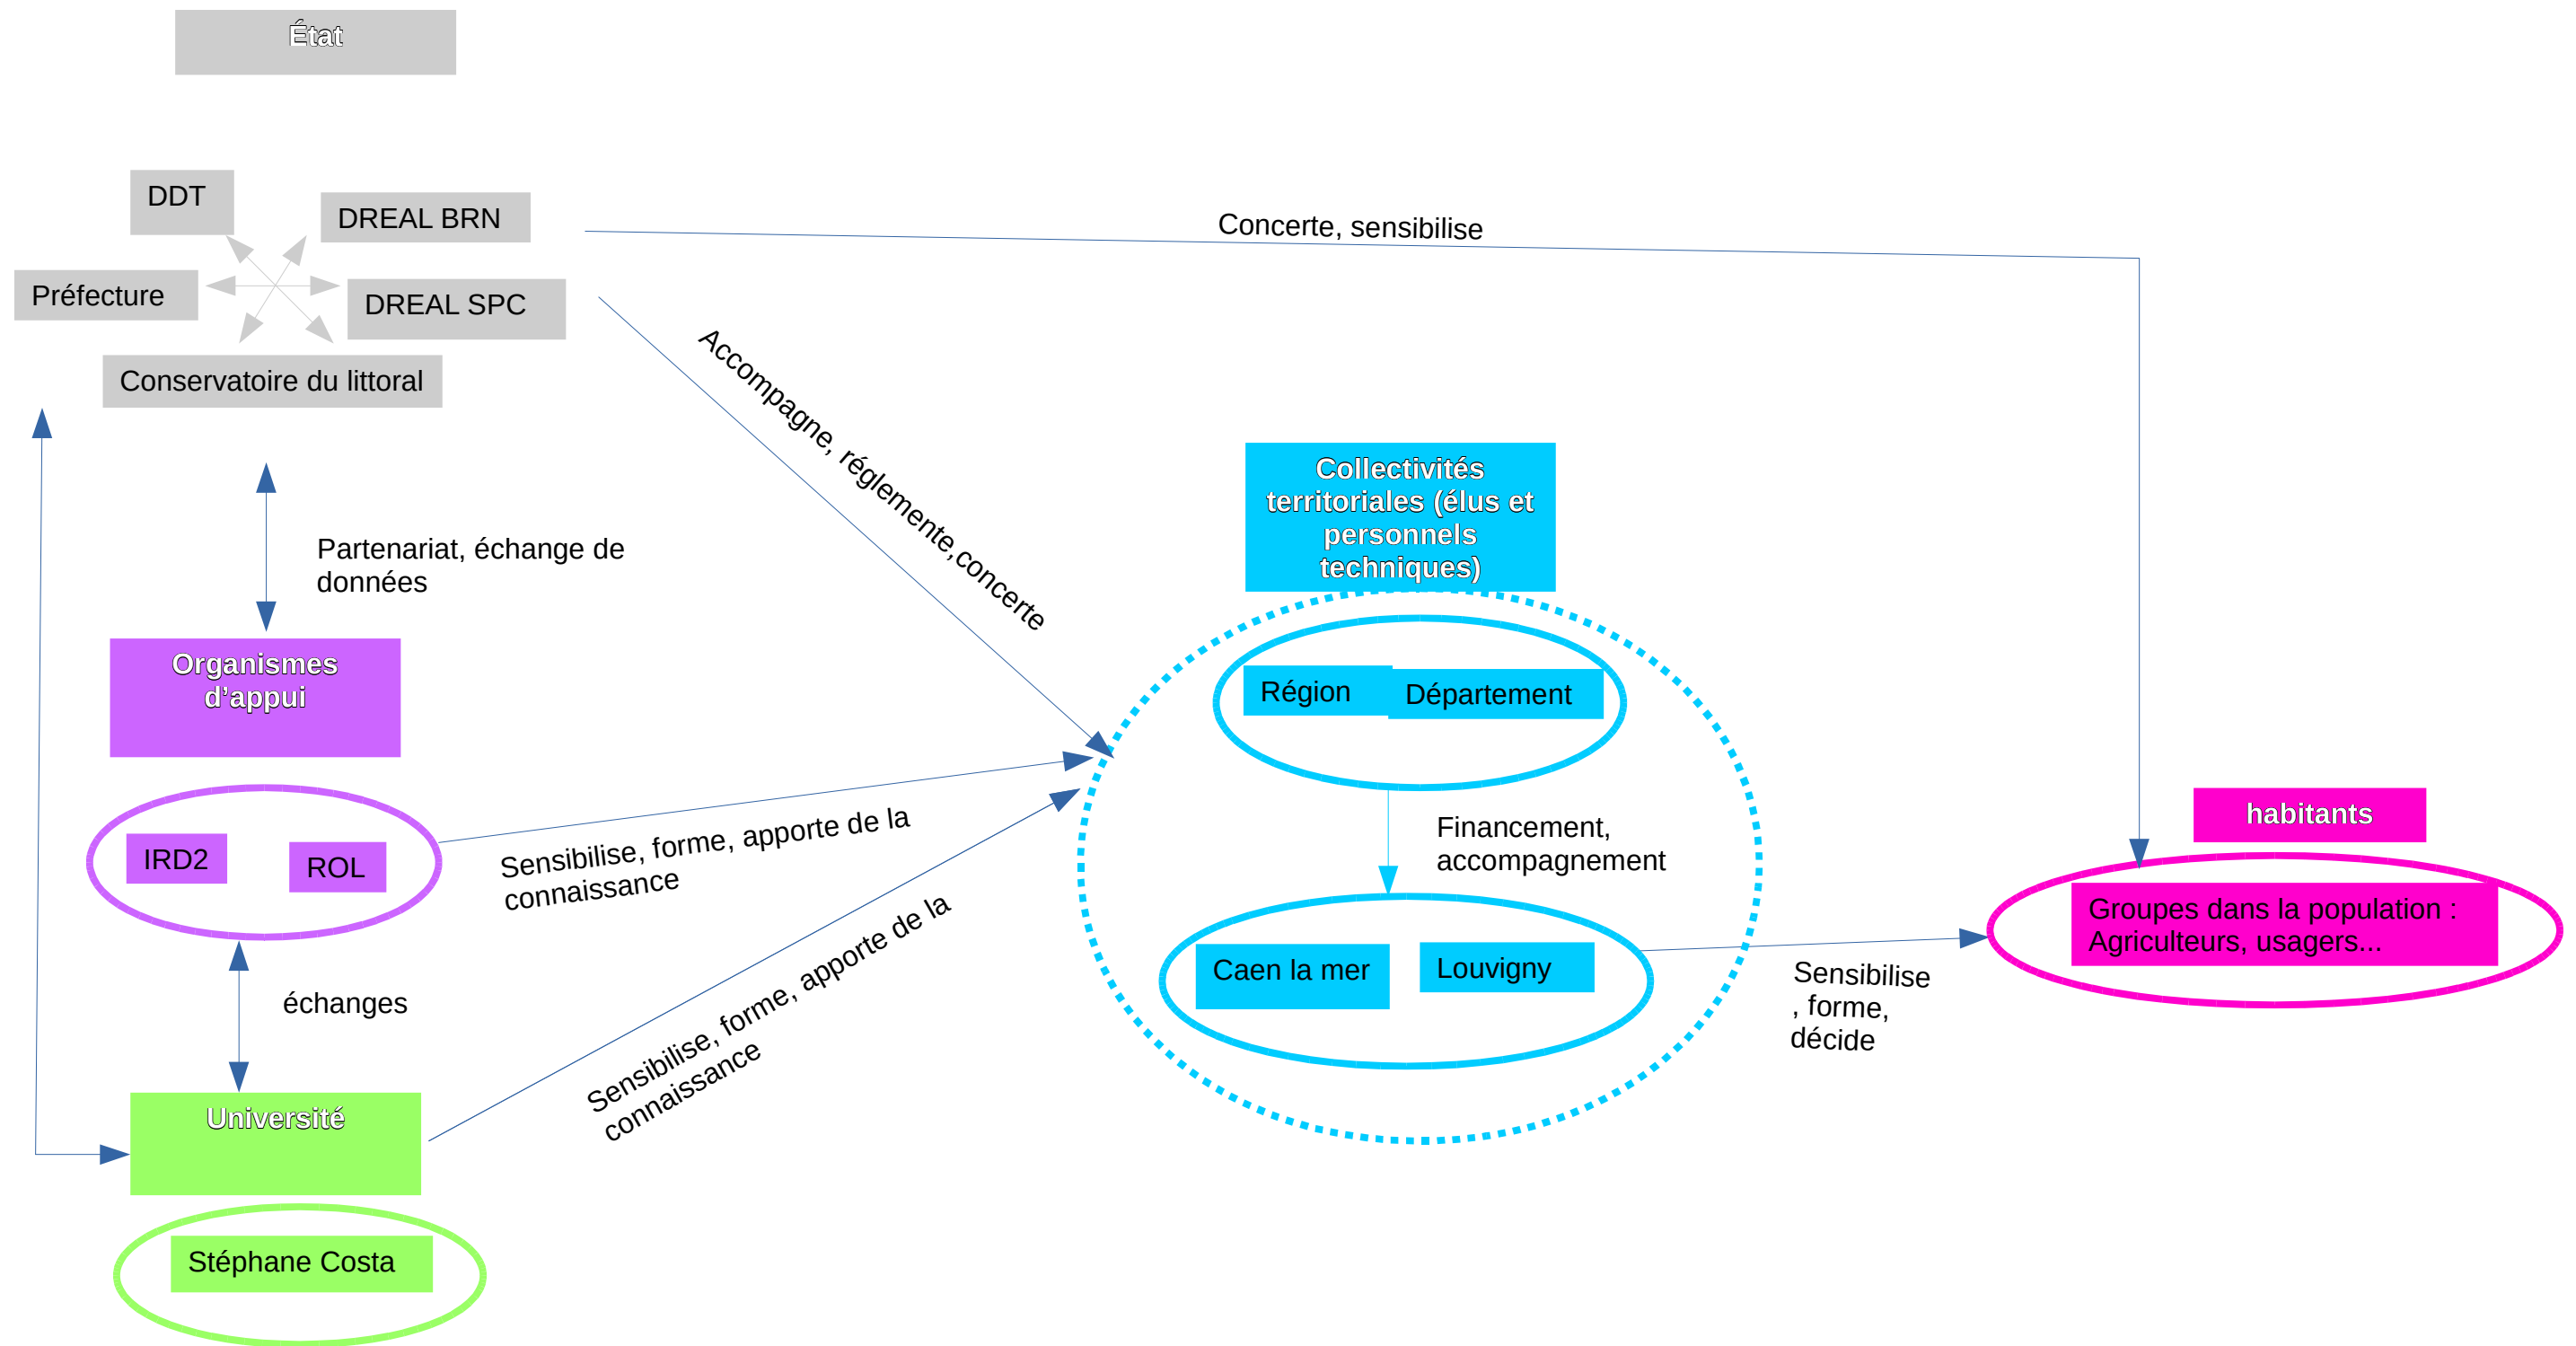 État
DDT
DREAL BRN
Concerte, sensibilise
Préfecture
DREAL SPC
Conservatoire du littoral
Accompagne, réglemente,concerte
Partenariat, échange de
données
Collectivités
territoriales (élus et
personnels
techniques)
Organismes
d’appui
Région
Département
IRD2
ROL
Sensibilise, forme, apporte de la
connaissance
Financement,
accompagnement
habitants
Groupes dans la population :
Agriculteurs, usagers...
Caen la mer
Louvigny
Sensibilise
, forme,
décide
échanges
Sensibilise, forme, apporte de la
connaissance
Université
Stéphane Costa